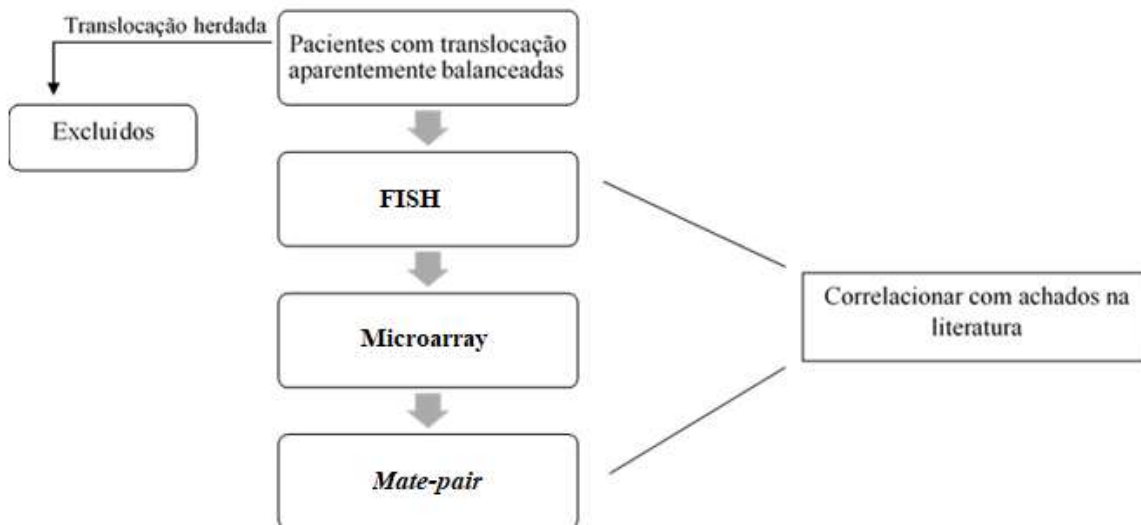 Translocação herdada
Pacientes com translocação
aparentemente balanceadas
Excluídos
FISH
Microarray
Mate-pair
Correlacionar com achados na
literatura